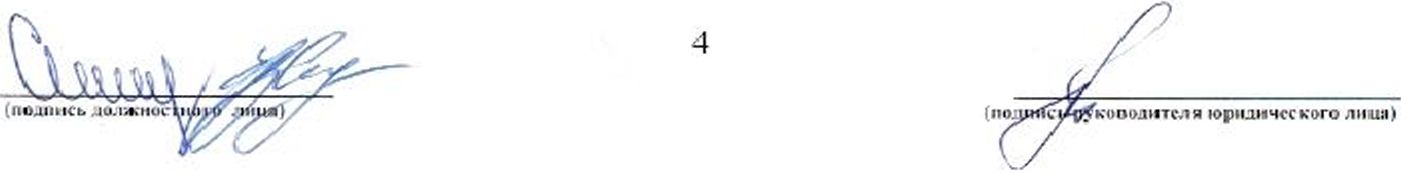 4
(подпись должностного лица) (подпись руководителя юридического лица)